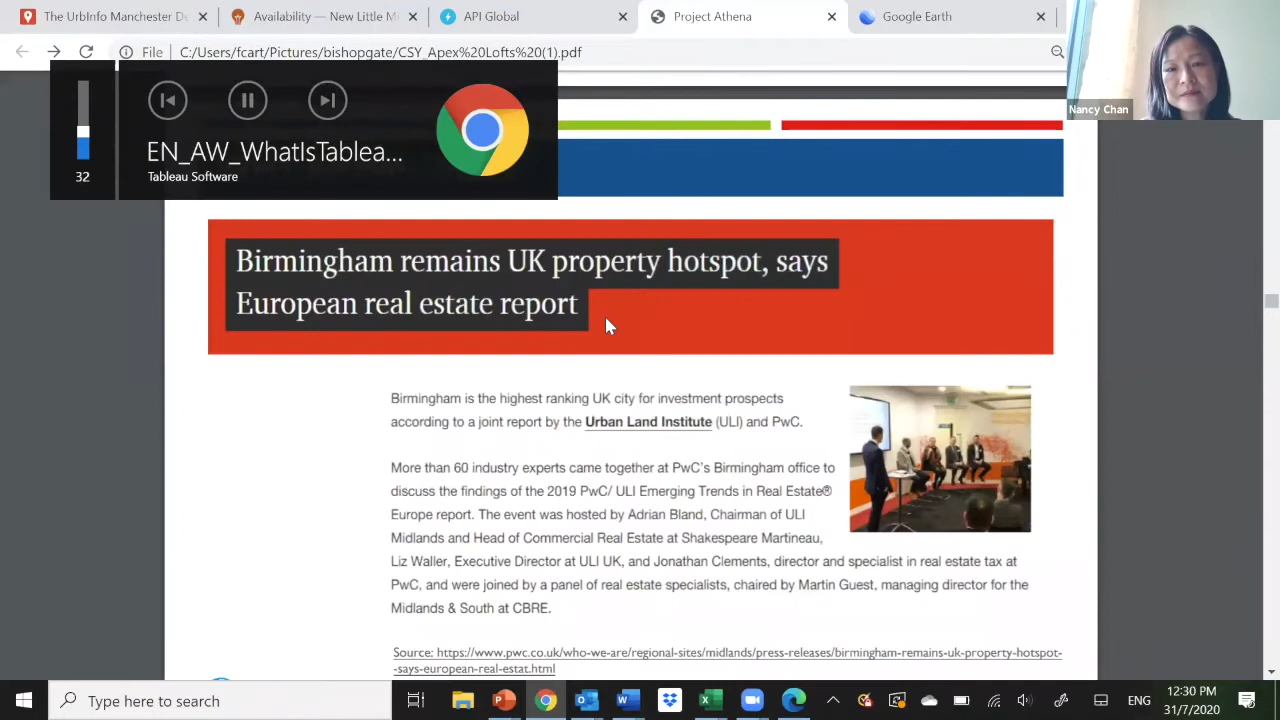 The UrbInfo Manchester De
Availability — New Little M
API Global
Project Athena
Google Earth
File
C:/Users/fcart/Pictures/bishopgate/CSY_Apex%20Lofts%20(1).pdf
Nancy Chan
EN_AW_WhatIsTablea...
32
Tableau Software
Birmingham remains UK property hotspot, says
European real estate report
Birmingham is the highest ranking UK city for investment prospects
according to a joint report by the Urban Land Institute (ULI) and PwC.
More than 60 industry experts came together at PwC's Birmingham office to
discuss the findings of the 2019 PwC/ ULI Emerging Trends in Real Estate®
Europe report. The event was hosted by Adrian Bland, Chairman of ULI
Midlands and Head of Commercial Real Estate at Shakespeare Martineau,
Liz Waller, Executive Director at ULI UK, and Jonathan Clements, director and specialist in real estate tax at
PwC, and were joined by a panel of real estate specialists, chaired by Martin Guest, managing director for the
Midlands & South at CBRE.
Source: https://www.pwc.co.uk/who-we-are/regional-sites/midlands/press-releases/birmingham-remains-uk-property-hotspot-
-says-european-real-estat.html
Type here to search
ENG
12:30 PM
31/7/2020